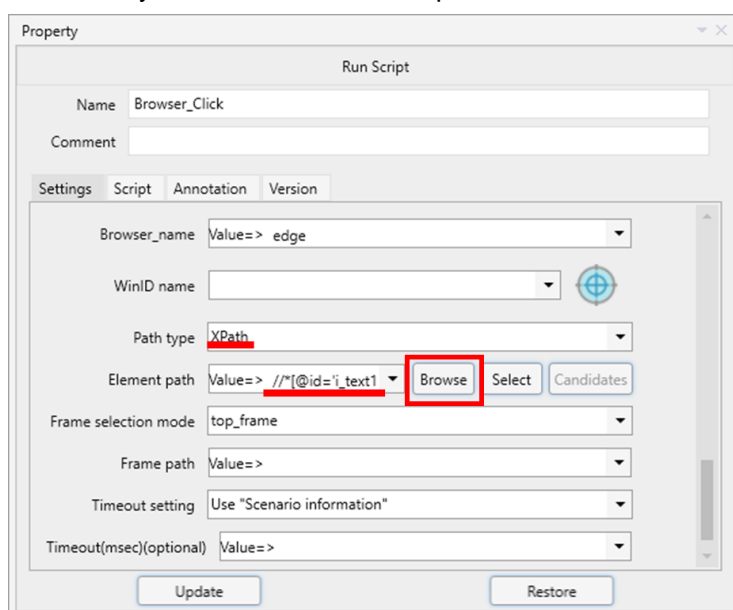 Property
Run Script
Name Browser_Click
Comment
Settings Script Annotation Version
Browser_name Value=> edge
WinID name
Path type XPath
Element path Value=> //*[@id='i_text1 Browse Select Candidates
Frame selection mode top_frame
Frame path Value=>
Timeout setting Use "Scenario information"
Timeout(msec)(optional) Value=>
Update Restore